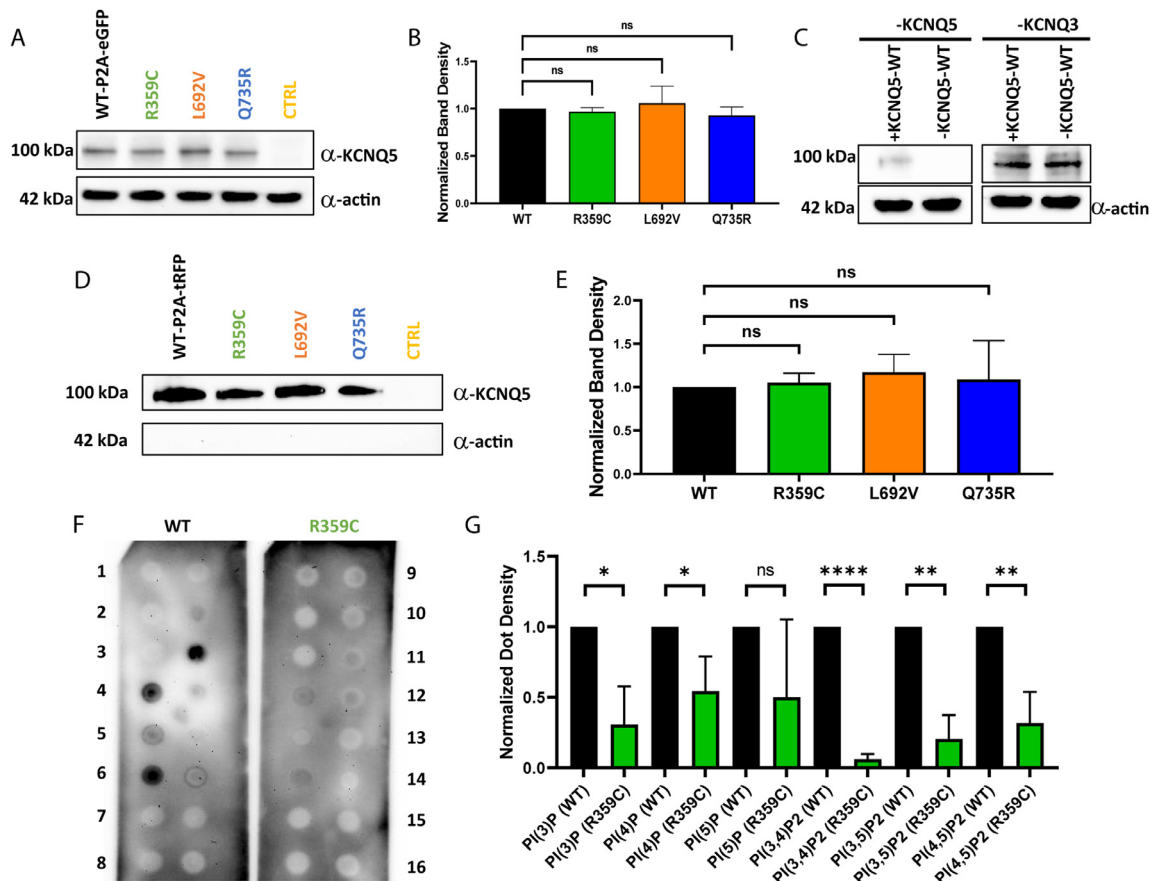 A
WT-P2A-eGFP
R359C
L692V
Q735R
CTRL
100 kDa
α-KCNQ5
42 kDa
α-actin
B
Normalized Band Density
1.5
1.0
0.5
0.0
ns
ns
ns
WT
R359C
L692V
Q735R
C
-KCNQ5
-KCNQ3
+KCNQ5-WT
-KCNQ5-WT
+KCNQ5-WT
-KCNQ5-WT
100 kDa
42 kDa
α-actin
D
WT-P2A-tRFP
R359C
L692V
Q735R
CTRL
100 kDa
α-KCNQ5
42 kDa
α-actin
E
Normalized Band Density
2.0
1.5
1.0
0.5
0.0
ns
ns
ns
WT
R359C
L692V
Q735R
F
WT
R359C
1
2
3
4
5
6
7
8
9
10
11
12
13
14
15
16
G
Normalized Dot Density
1.5
1.0
0.5
0.0
*
*
ns
****
**
**
PI(3)P (WT)
PI(3)P (R359C)
PI(4)P (WT)
PI(4)P (R359C)
PI(5)P (WT)
PI(5)P (R359C)
PI(3,4)P2 (WT)
PI(3,4)P2 (R359C)
PI(3,5)P2 (WT)
PI(3,5)P2 (R359C)
PI(4,5)P2 (WT)
PI(4,5)P2 (R359C)